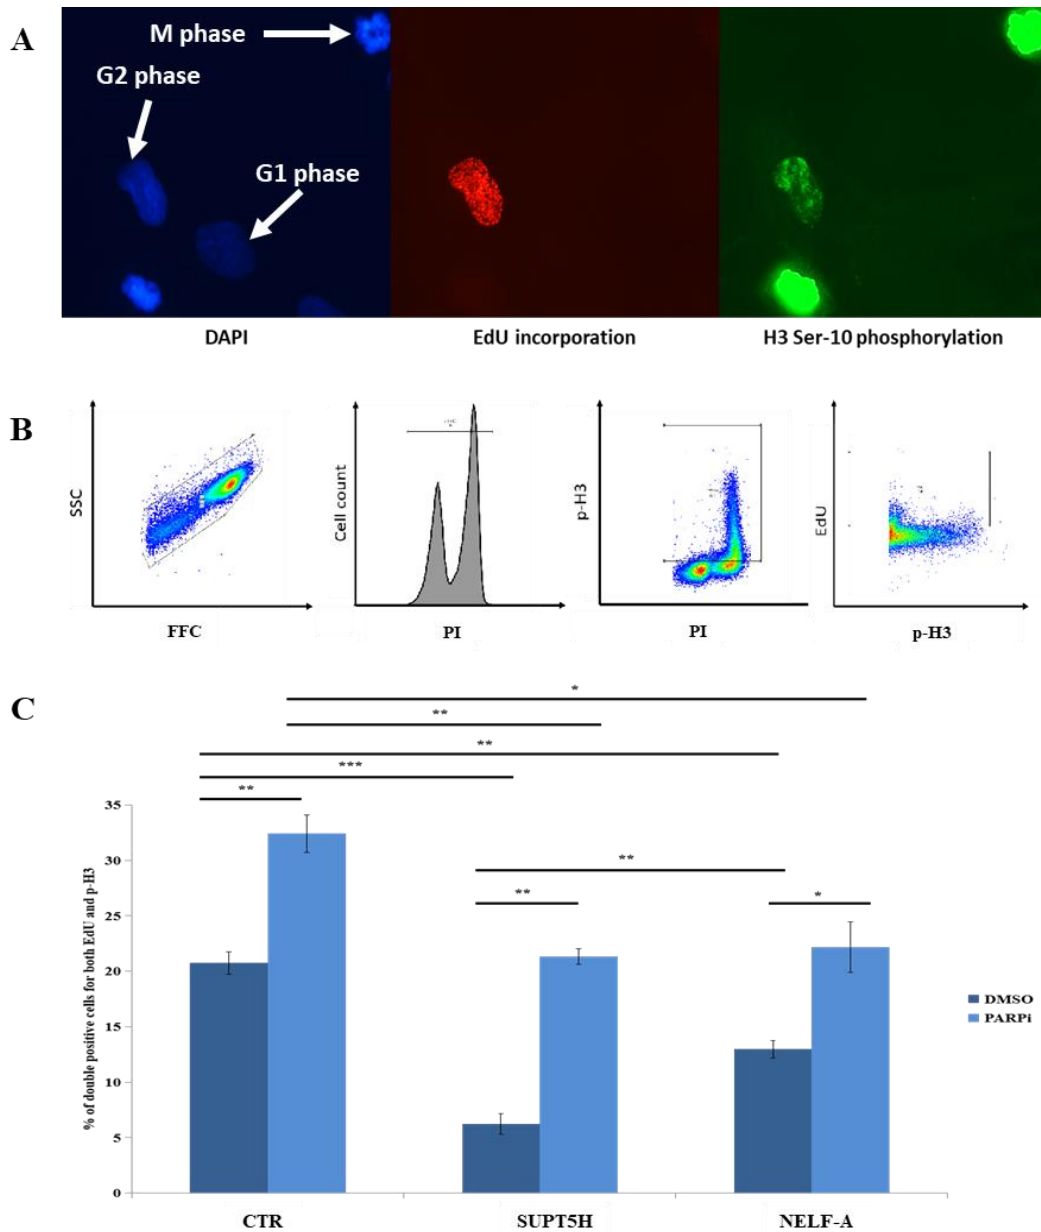 A
M phase
G2 phase
G1 phase
DAPI
EdU incorporation
H3 Ser-10 phosphorylation
B
SSC
FFC
Cell count
PI
p-H3
PI
EdU
p-H3
C
*
**
**
***
**
**
**
*
% of double positive cells for both EdU and p-H3
35
30
25
20
15
10
5
0
CTR
SUPT5H
NELF-A
DMSO
PARPi